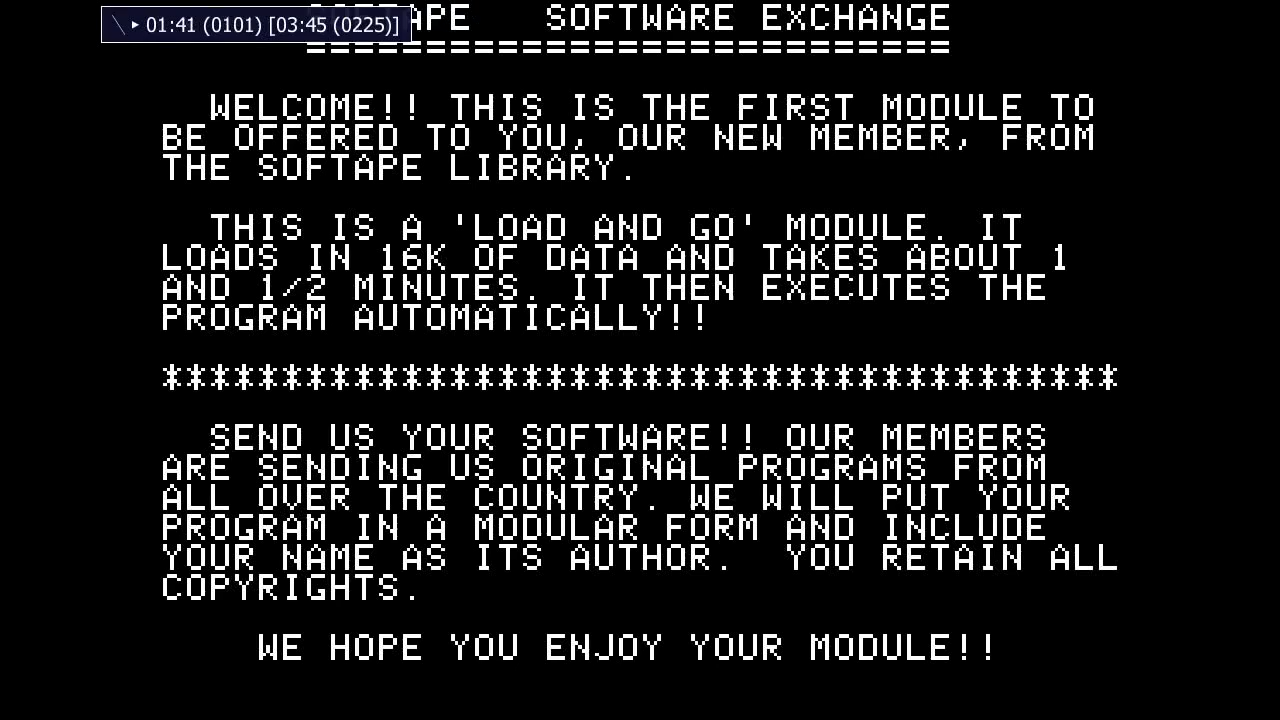 01:41 (0101) [03:45 (0225)]
APE SOFTWARE EXCHANGE
===========================
WELCOME!! THIS IS THE FIRST MODULE TO
BE OFFERED TO YOU, OUR NEW MEMBER, FROM
THE SOFTAPE LIBRARY.
THIS IS A 'LOAD AND GO' MODULE. IT
LOADS IN 16K OF DATA AND TAKES ABOUT 1
AND 1/2 MINUTES. IT THEN EXECUTES THE
PROGRAM AUTOMATICALLY!!
****************************************
SEND US YOUR SOFTWARE!! OUR MEMBERS
ARE SENDING US ORIGINAL PROGRAMS FROM
ALL OVER THE COUNTRY. WE WILL PUT YOUR
PROGRAM IN A MODULAR FORM AND INCLUDE
YOUR NAME AS ITS AUTHOR. YOU RETAIN ALL
COPYRIGHTS.
WE HOPE YOU ENJOY YOUR MODULE!!